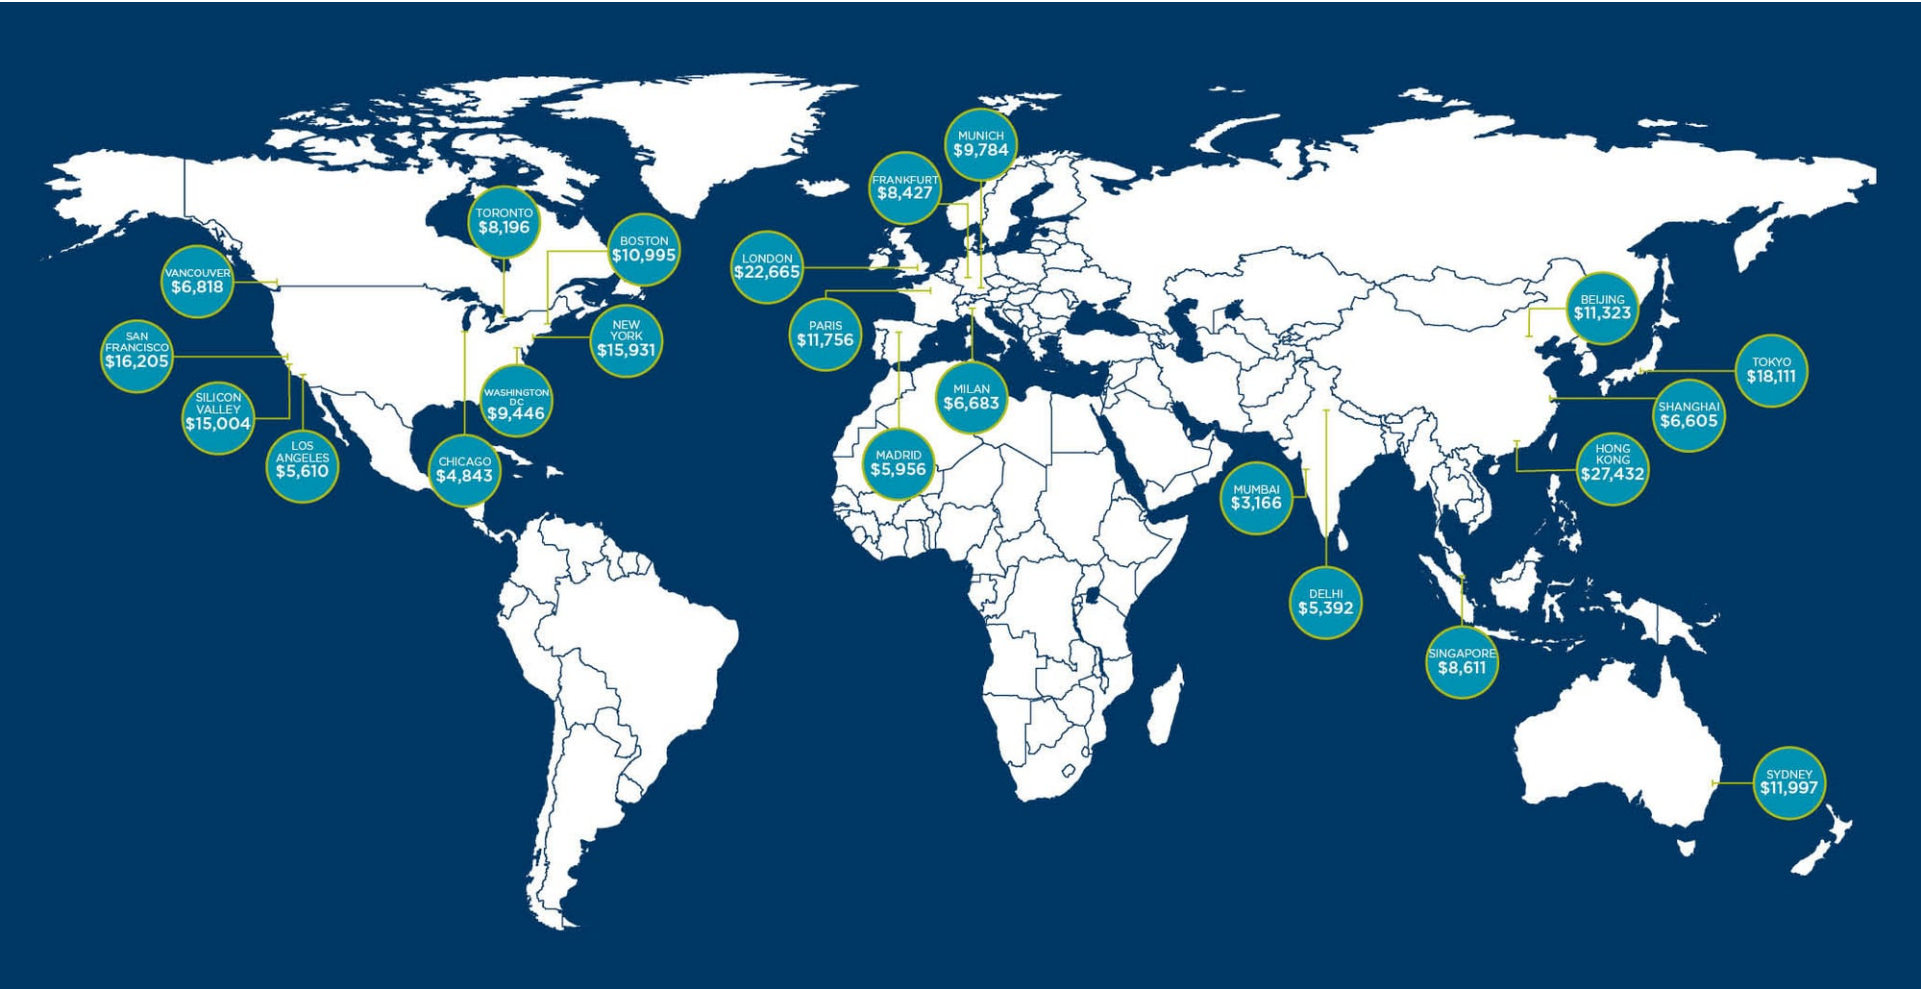 MUNICH
$9,784
FRANKFURT
$8,427
TORONTO
$8,196
BOSTON
$10,995
LONDON
$22,665
VANCOUVER
$6,818
BEIJING
$11,323
NEW
YORK
$15,931
PARIS
$11,756
SAN
FRANCISCO
$16,205
TOKYO
$18,111
WASHINGTON
DC
$9,446
MILAN
$6,683
SILICON
VALLEY
$15,004
SHANGHAI
$6,605
LOS
ANGELES
$5,610
CHICAGO
$4,843
MADRID
$5,956
HONG
KONG
$27,432
MUMBAI
$3,166
DELHI
$5,392
SINGAPORE
$8,611
SYDNEY
$11,997